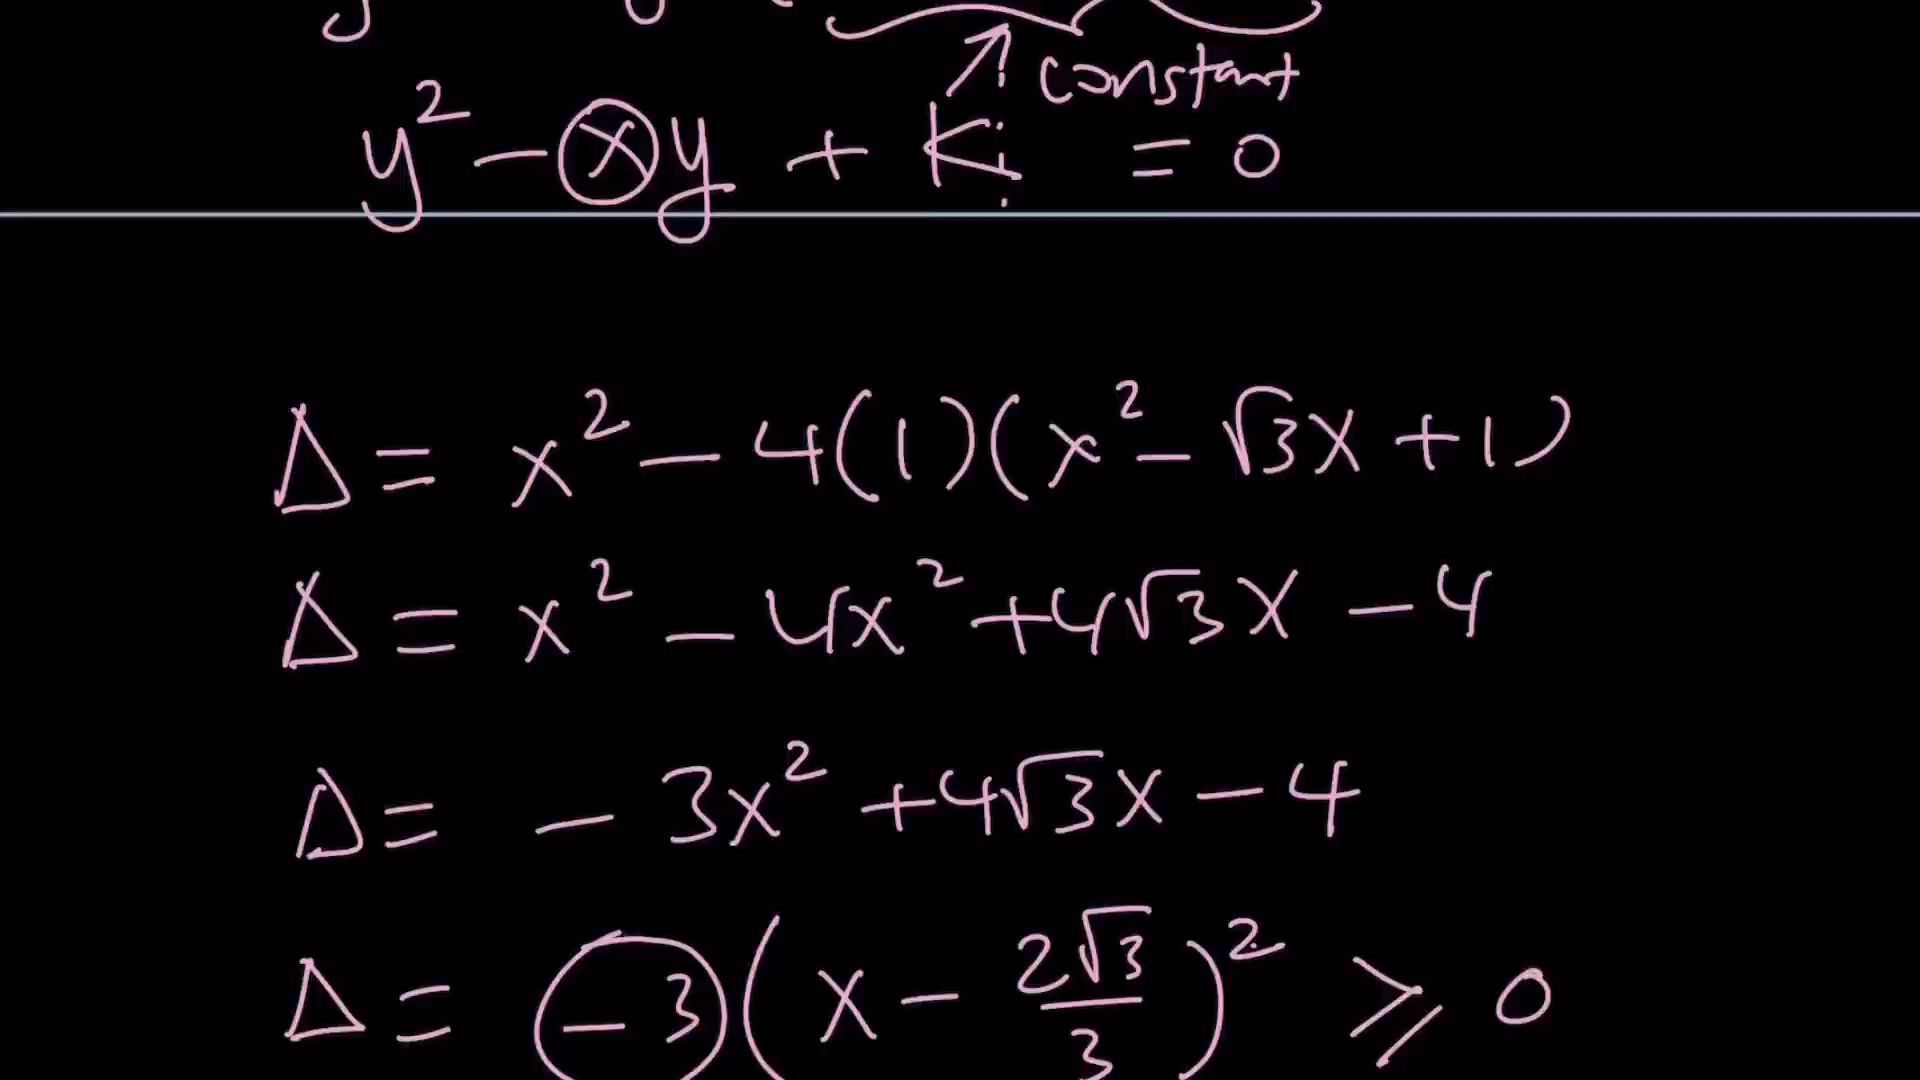 constant
y² - xy + K = 0
Δ = x² - 4(1)(x² - √3x + 1)
Δ = x² - 4x² + 4√3x - 4
Δ = - 3x² + 4√3x - 4
Δ = -3(x - 2√3/3)² ≥ 0